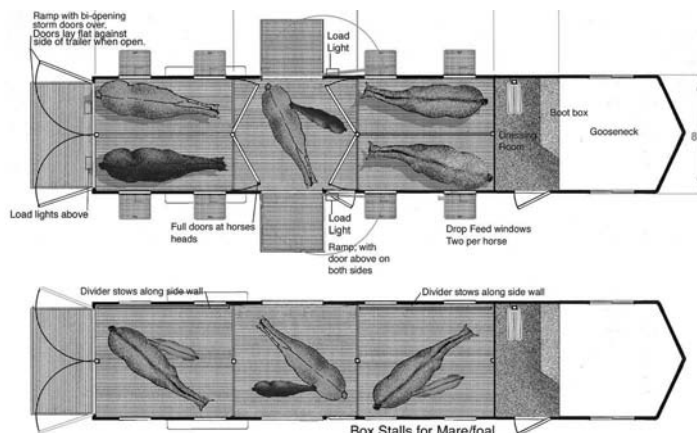 Ramp with bi-opening
storm doors over.
Doors lay flat against
side of trailer when open.
Load
Light
Dressing
Room
Boot box
Gooseneck
8
Load lights above
Full doors at horses
heads
Load
Light
Ramp, with
door above on
both sides
Drop Feed windows
Two per horse
Divider stows along side wall
Divider stows along side wall
Box Stalls for Mare/foal